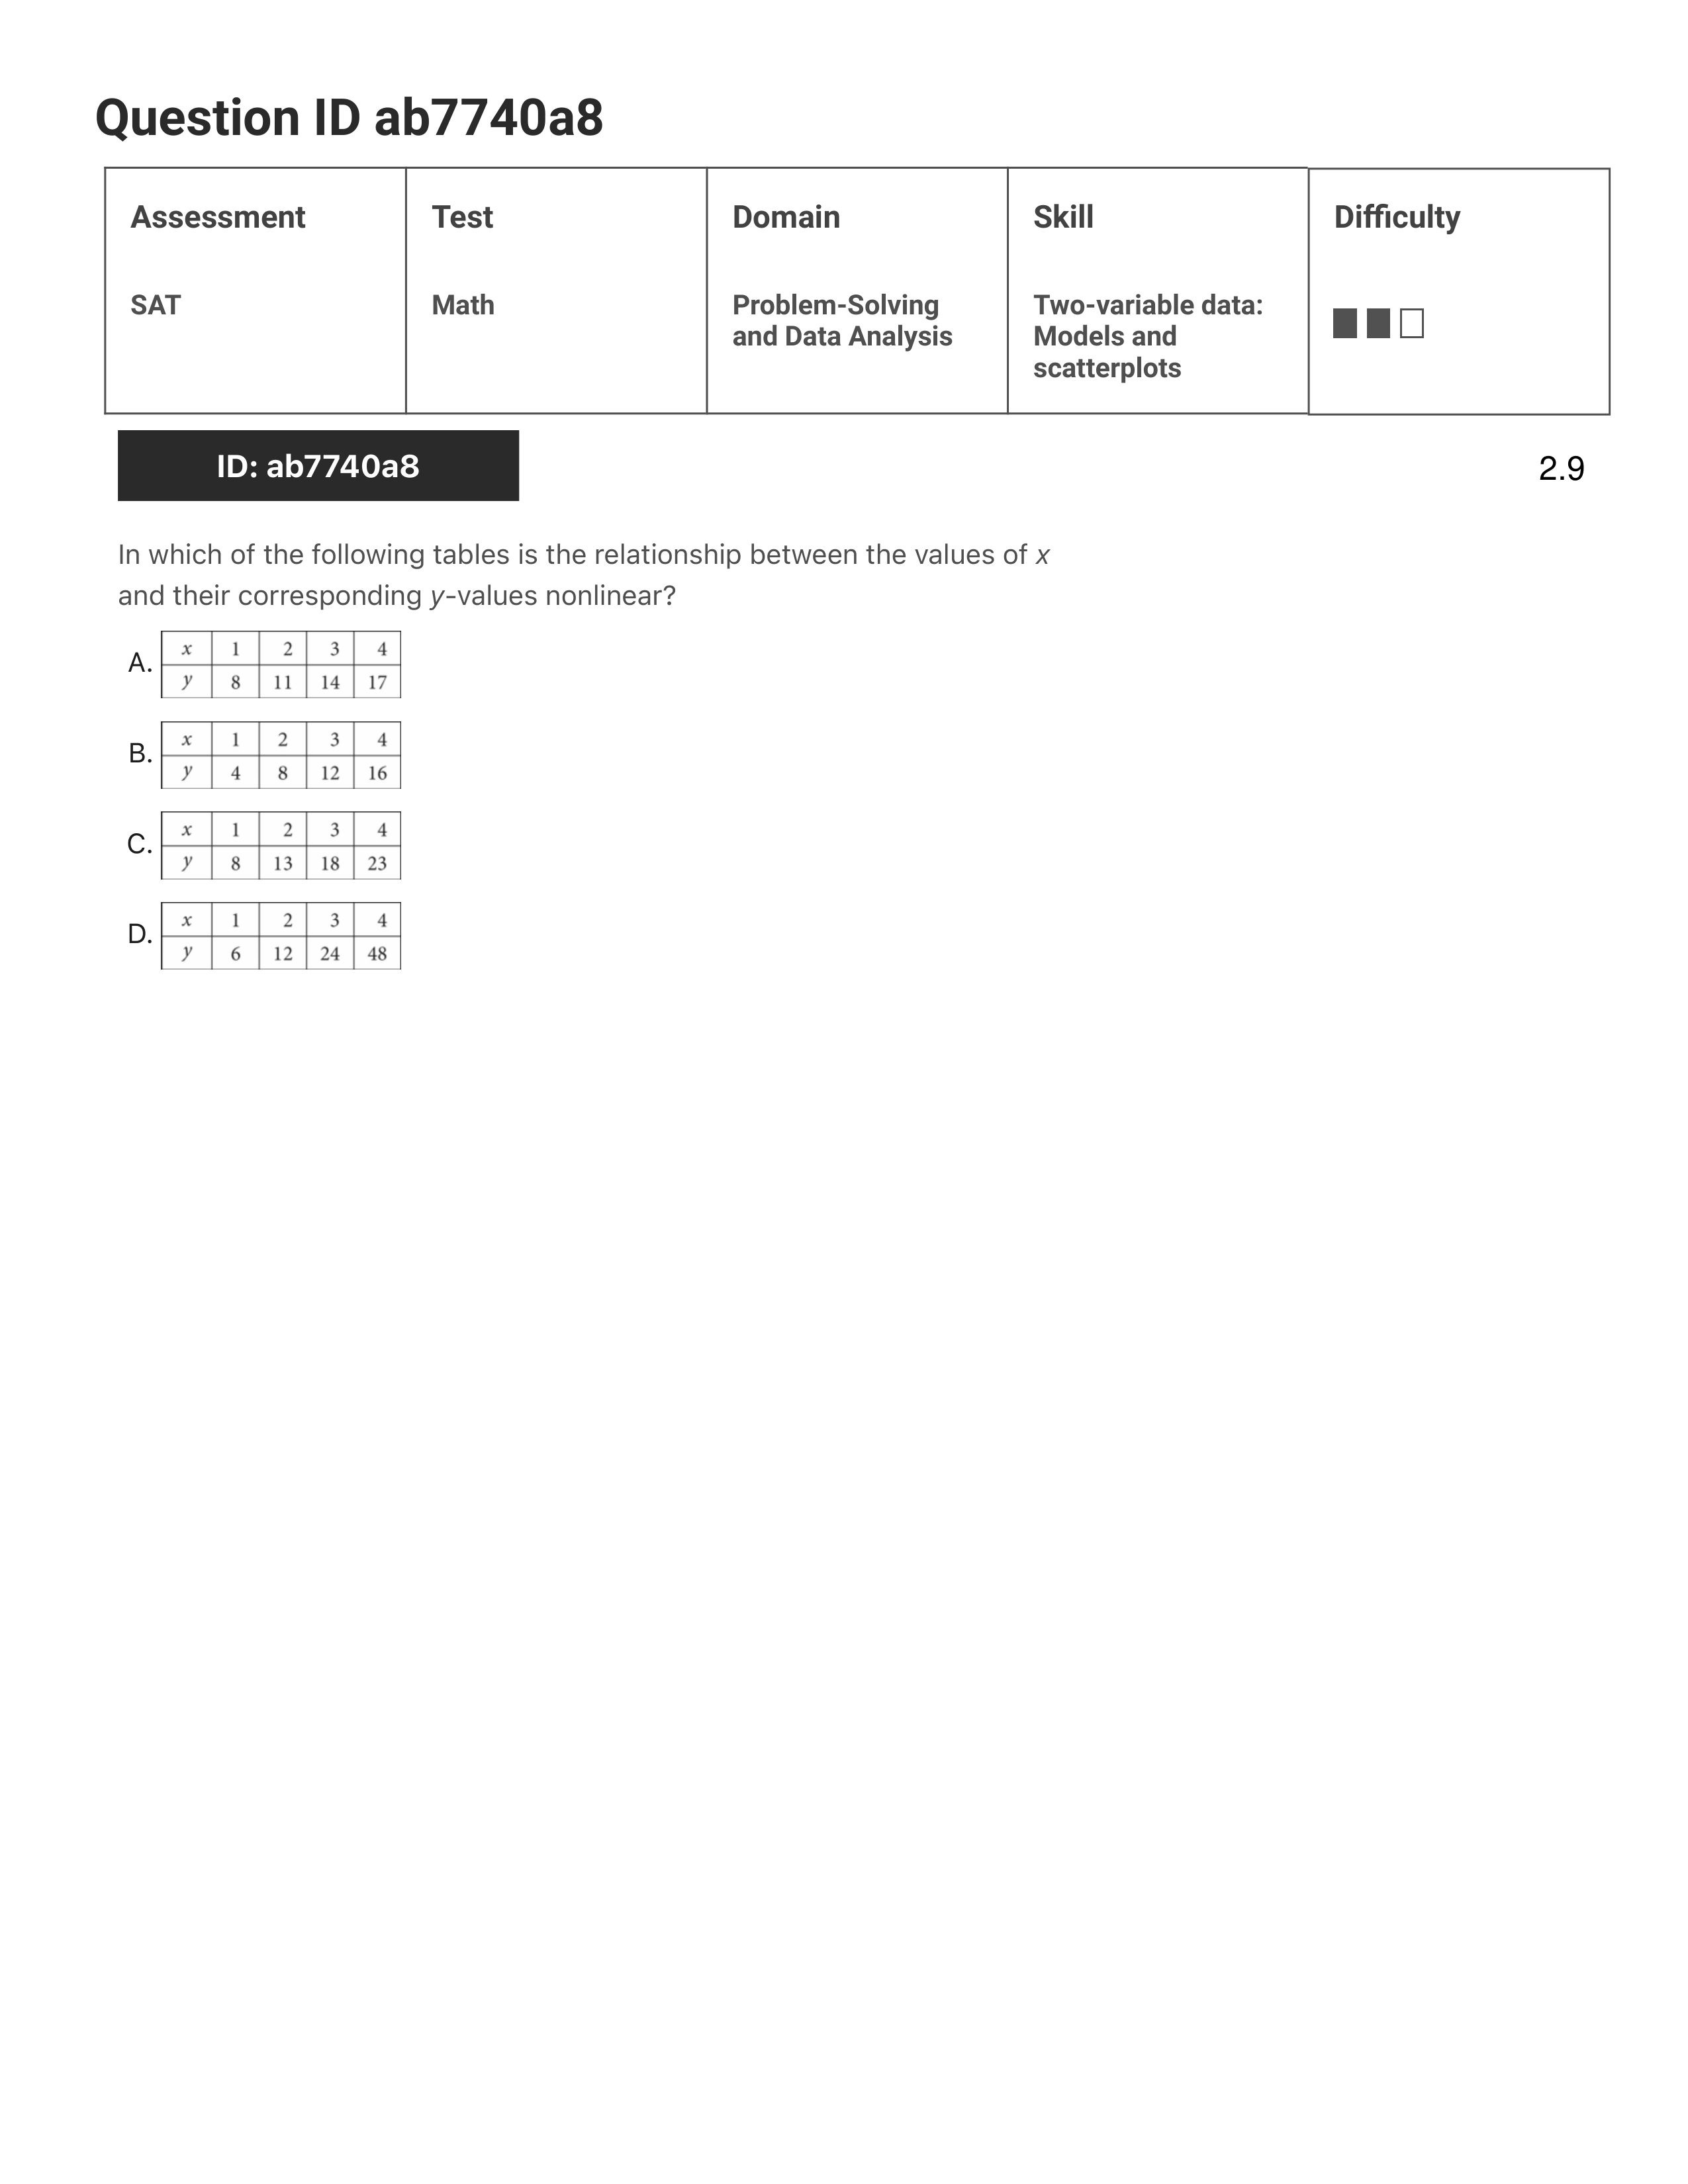 Question ID ab7740a8
Assessment Test Domain Skill Difficulty
SAT Math Problem-Solving and Data Analysis Two-variable data: Models and scatterplots
ID: ab7740a8
2.9
In which of the following tables is the relationship between the values of x
and their corresponding y-values nonlinear?
A.
x 1 2 3 4
y 8 11 14 17
B.
x 1 2 3 4
y 4 8 12 16
C.
x 1 2 3 4
y 8 13 18 23
D.
x 1 2 3 4
y 6 12 24 48